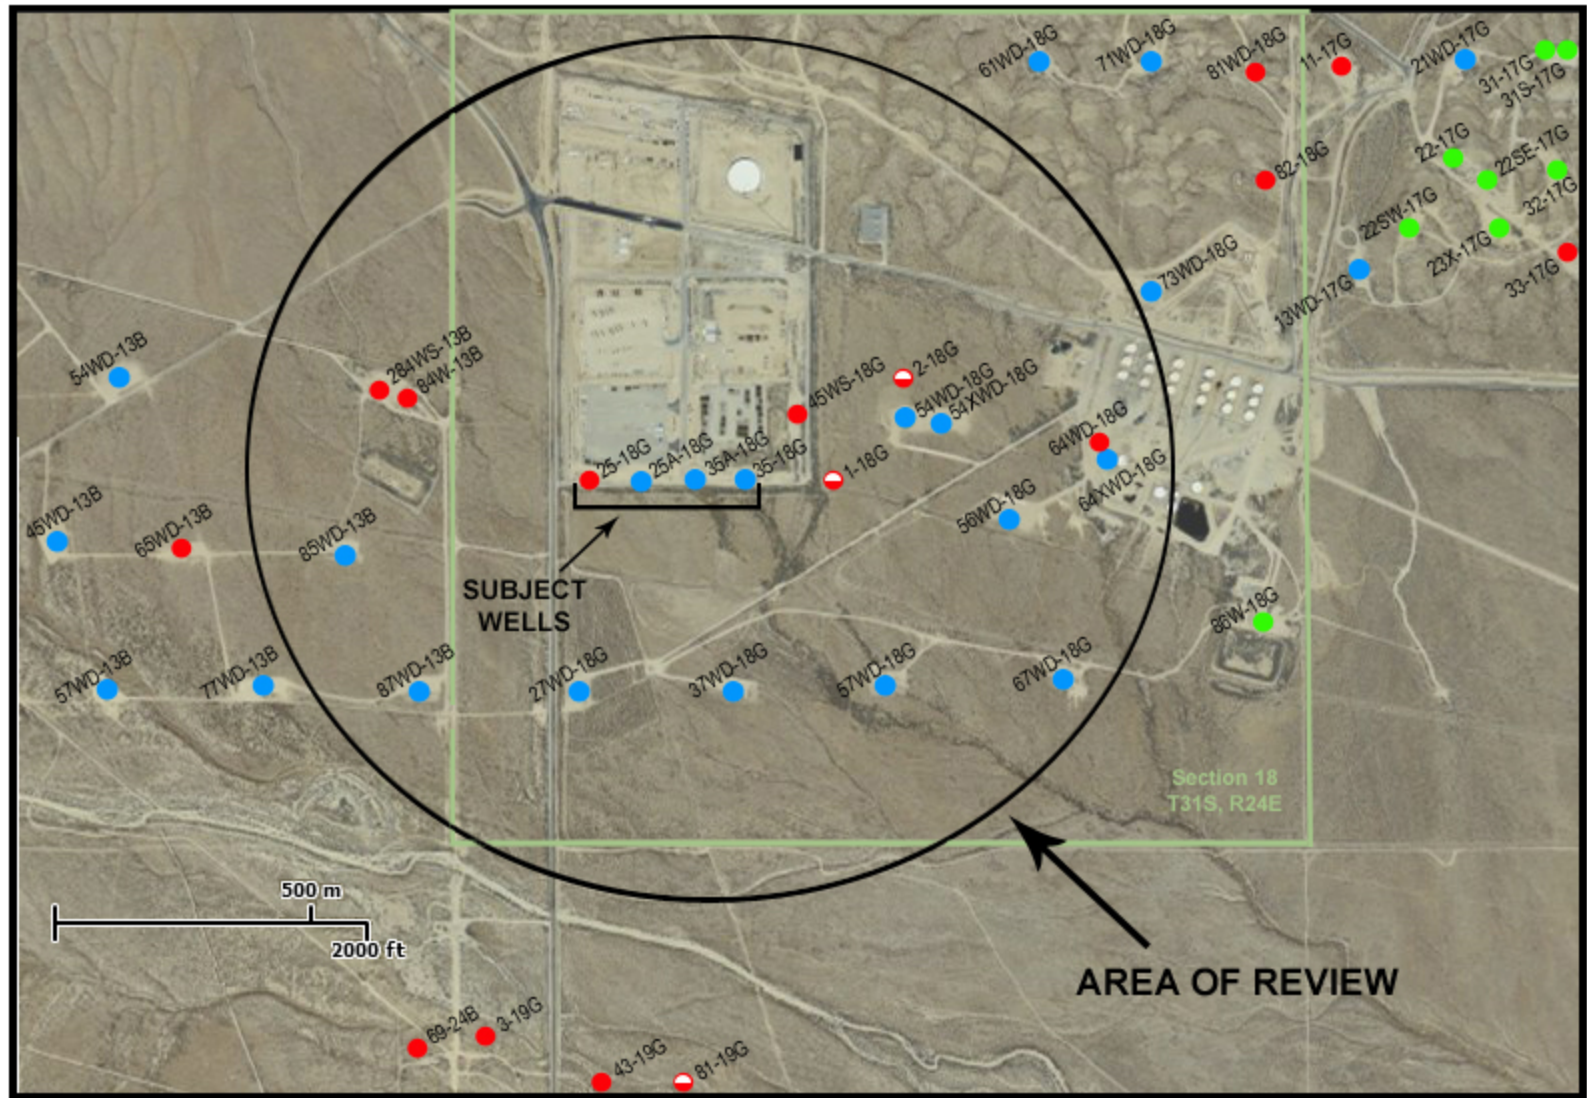 61WD-18G
71WD-18G
81WD-18G
11-17G
21WD-17G
31-17G
31S-17G
22-17G
22SE-17G
32-17G
82-18G
22SW-17G
23X-17G
33-17G
73WD-18G
13WD-17G
54WD-13B
284WS-13B
84W-13B
45WS-18G
2-18G
54WD-18G
54XWD-18G
64WD-18G
64XWD-18G
25-18G
25A-18G
35A-18G
35-18G
1-18G
56WD-18G
45WD-13B
65WD-13B
85WD-13B
SUBJECT
WELLS
66W-18G
57WD-13B
77WD-13B
87WD-13B
27WD-18G
37WD-18G
57WD-18G
67WD-18G
Section 18
T31S, R24E
500 m
2000 ft
AREA OF REVIEW
69-24B
3-19G
43-19G
81-19G